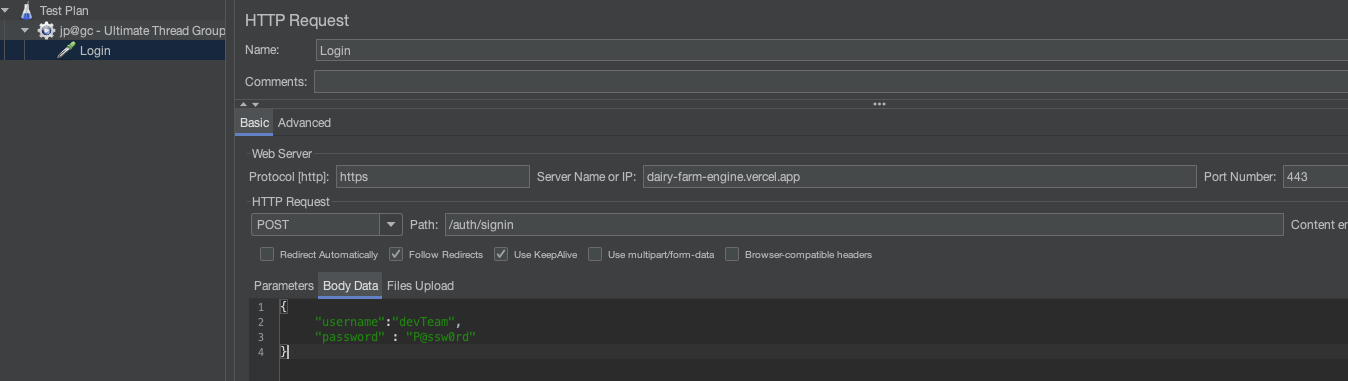 Test Plan
jp@gc - Ultimate Thread Group
Login
HTTP Request
Name: Login
Comments:
Basic Advanced
Web Server
Protocol [http]: https Server Name or IP: dairy-farm-engine.vercel.app Port Number: 443
HTTP Request
POST Path: /auth/signin Content
Redirect Automatically Follow Redirects Use KeepAlive Use multipart/form-data Browser-compatible headers
Parameters Body Data Files Upload
1 {
2 "username":"devTeam",
3 "password" : "P@ssw0rd"
4 }